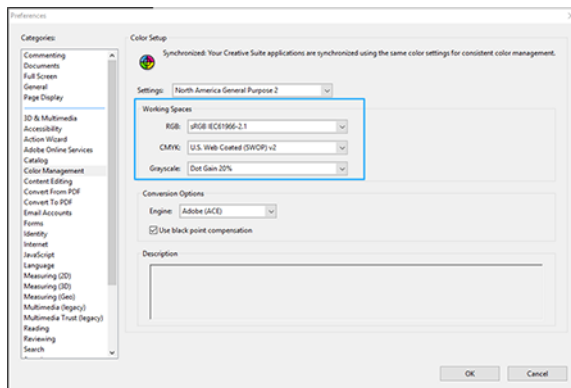 Preferences
Categories:
Commenting
Documents
Full Screen
General
Page Display
3D & Multimedia
Accessibility
Action Wizard
Adobe Online Services
Catalog
Color Management
Content Editing
Convert From PDF
Convert To PDF
Email Accounts
Forms
Identity
Internet
JavaScript
Language
Measuring (2D)
Measuring (3D)
Measuring (Geo)
Multimedia (legacy)
Multimedia Trust (legacy)
Reading
Reviewing
Search
Color Setup
Synchronized: Your Creative Suite applications are synchronized using the same color settings for consistent color management.
Settings: North America General Purpose 2
Working Spaces
RGB: sRGB IEC61966-2.1
CMYK: U.S. Web Coated (SWOP) v2
Grayscale: Dot Gain 20%
Conversion Options
Engine: Adobe (ACE)
Use black point compensation
Description
OK Cancel